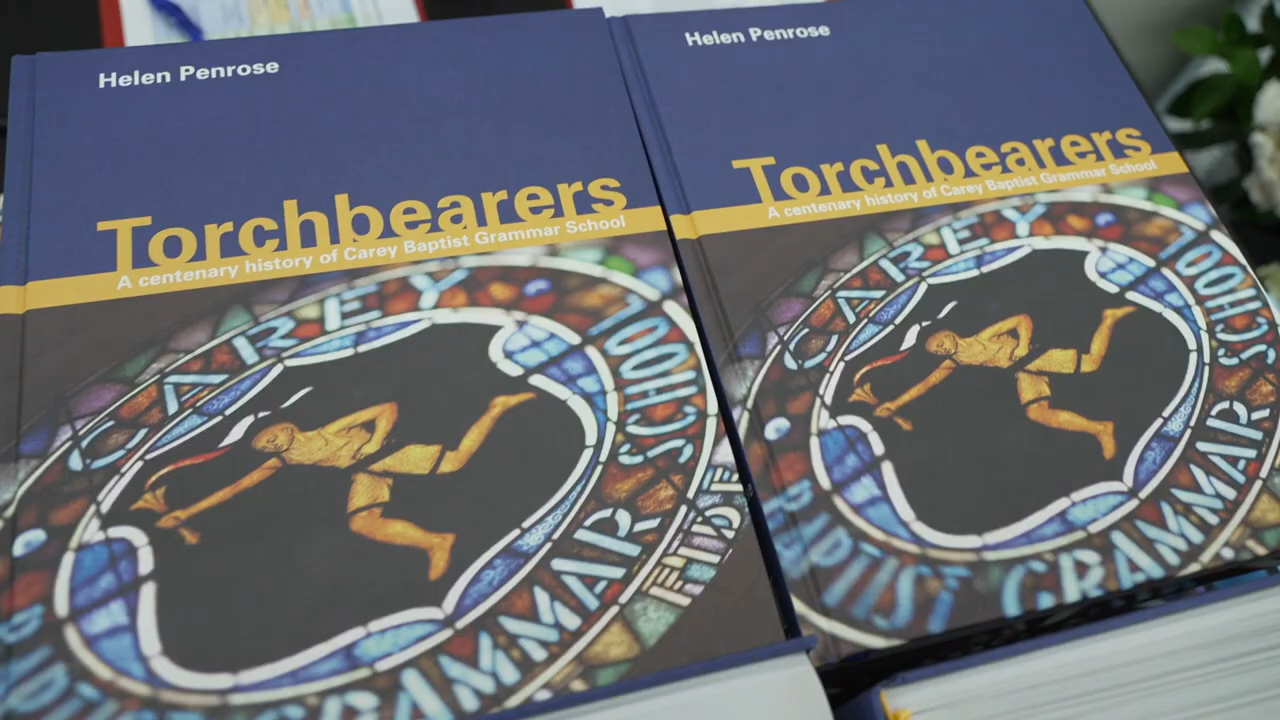 Helen Penrose
Torchbearers
A centenary history of Carey Baptist Grammar School
CAREY
BAPTIST GRAMMAR SCHOOL
Helen Penrose
Torchbearers
A centenary history of Carey Baptist Grammar School
CAREY
BAPTIST GRAMMAR SCHOOL